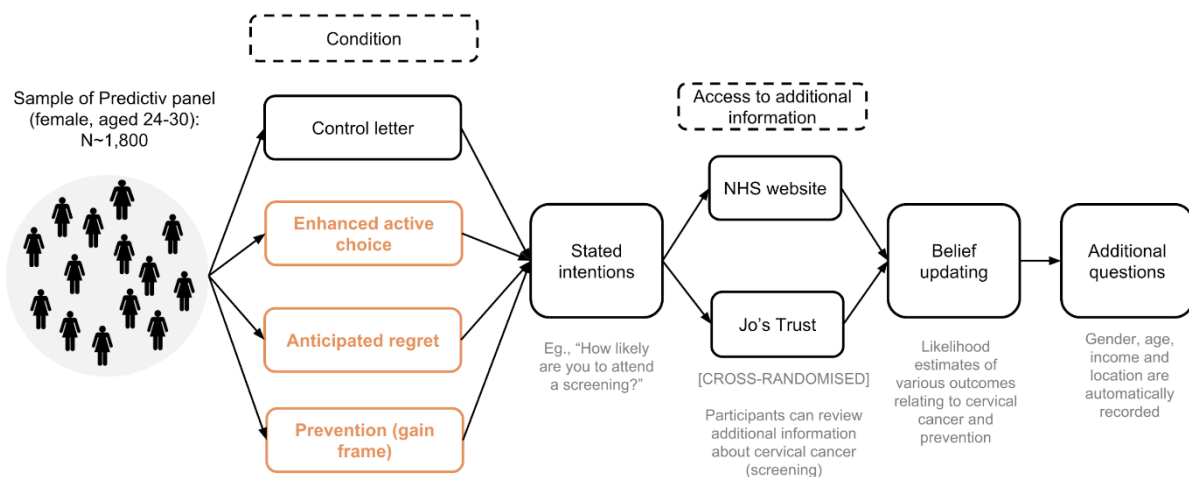 Condition
Sample of Predictiv panel
(female, aged 24-30):
N~1,800
Control letter
Enhanced active
choice
Anticipated regret
Prevention (gain
frame)
Stated
intentions
Eg., “How likely
are you to attend
a screening?”
Access to additional
information
NHS website
Jo’s Trust
[CROSS-RANDOMISED]
Participants can review
additional information
about cervical cancer
(screening)
Belief
updating
Likelihood
estimates of
various outcomes
relating to cervical
cancer and
prevention
Additional
questions
Gender, age,
income and
location are
automatically
recorded